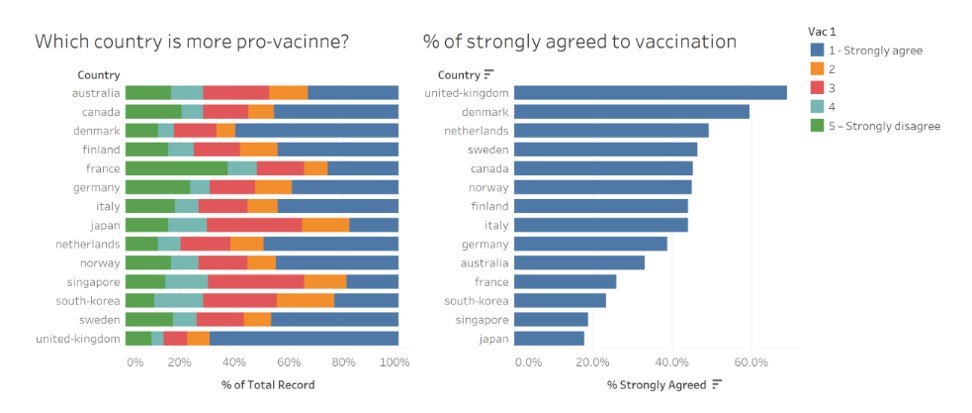 Which country is more pro-vacinne?
Country
australia
canada
denmark
finland
france
germany
italy
japan
netherlands
norway
singapore
south-korea
sweden
united-kingdom
0% 20% 40% 60% 80% 100%
% of Total Record
% of strongly agreed to vaccination
Country
united-kingdom
denmark
netherlands
sweden
canada
norway
finland
italy
germany
australia
france
south-korea
singapore
japan
0.0% 20.0% 40.0% 60.0%
% Strongly Agreed
Vac 1
1 - Strongly agree
2
3
4
5 – Strongly disagree